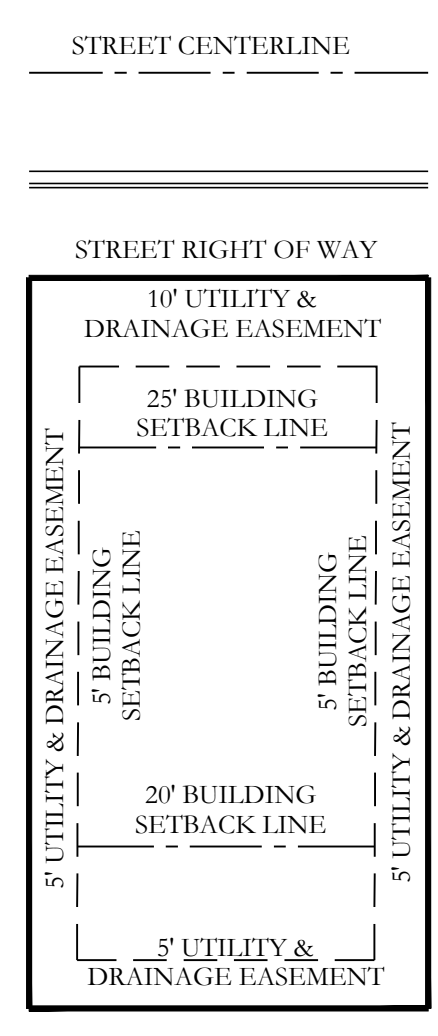 STREET CENTERLINE
STREET RIGHT OF WAY
10' UTILITY &
DRAINAGE EASEMENT
25' BUILDING
SETBACK LINE
5' UTILITY & DRAINAGE EASEMENT
5' BUILDING
SETBACK LINE
5' BUILDING
SETBACK LINE
5' UTILITY & DRAINAGE EASEMENT
20' BUILDING
SETBACK LINE
5' UTILITY &
DRAINAGE EASEMENT